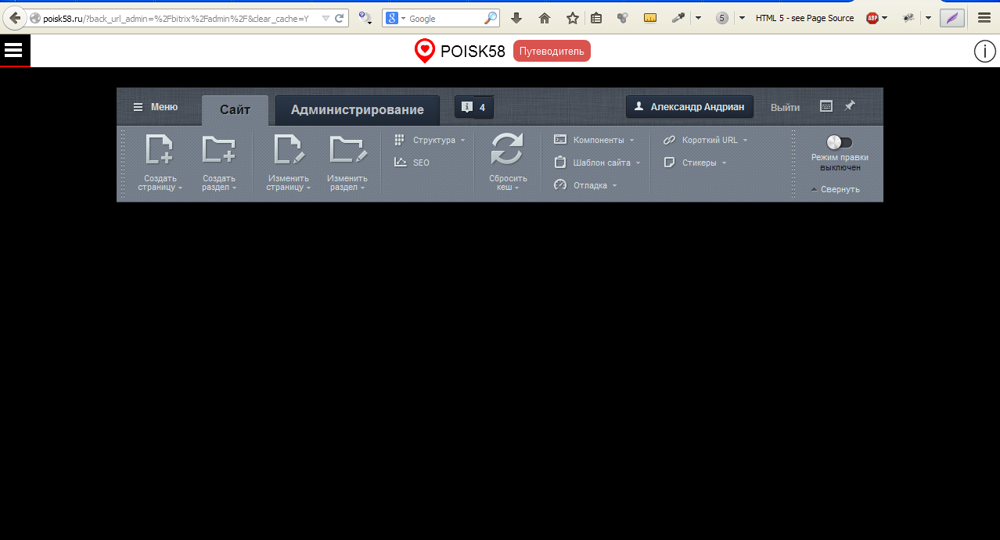 poisk58.ru/?back_url_admin=%2Fbitrix%2Fadmin%2F&clear_cache=Y
Google
5
HTML 5 - see Page Source
ABP
POISK58
Путеводитель
Меню
Сайт
Администрирование
4
Александр Андриан
Выйти
Создать
страницу
Создать
раздел
Изменить
страницу
Изменить
раздел
Структура
SEO
Сбросить
кеш
Компоненты
Шаблон сайта
Отладка
Короткий URL
Стикеры
Режим правки
выключен
Свернуть